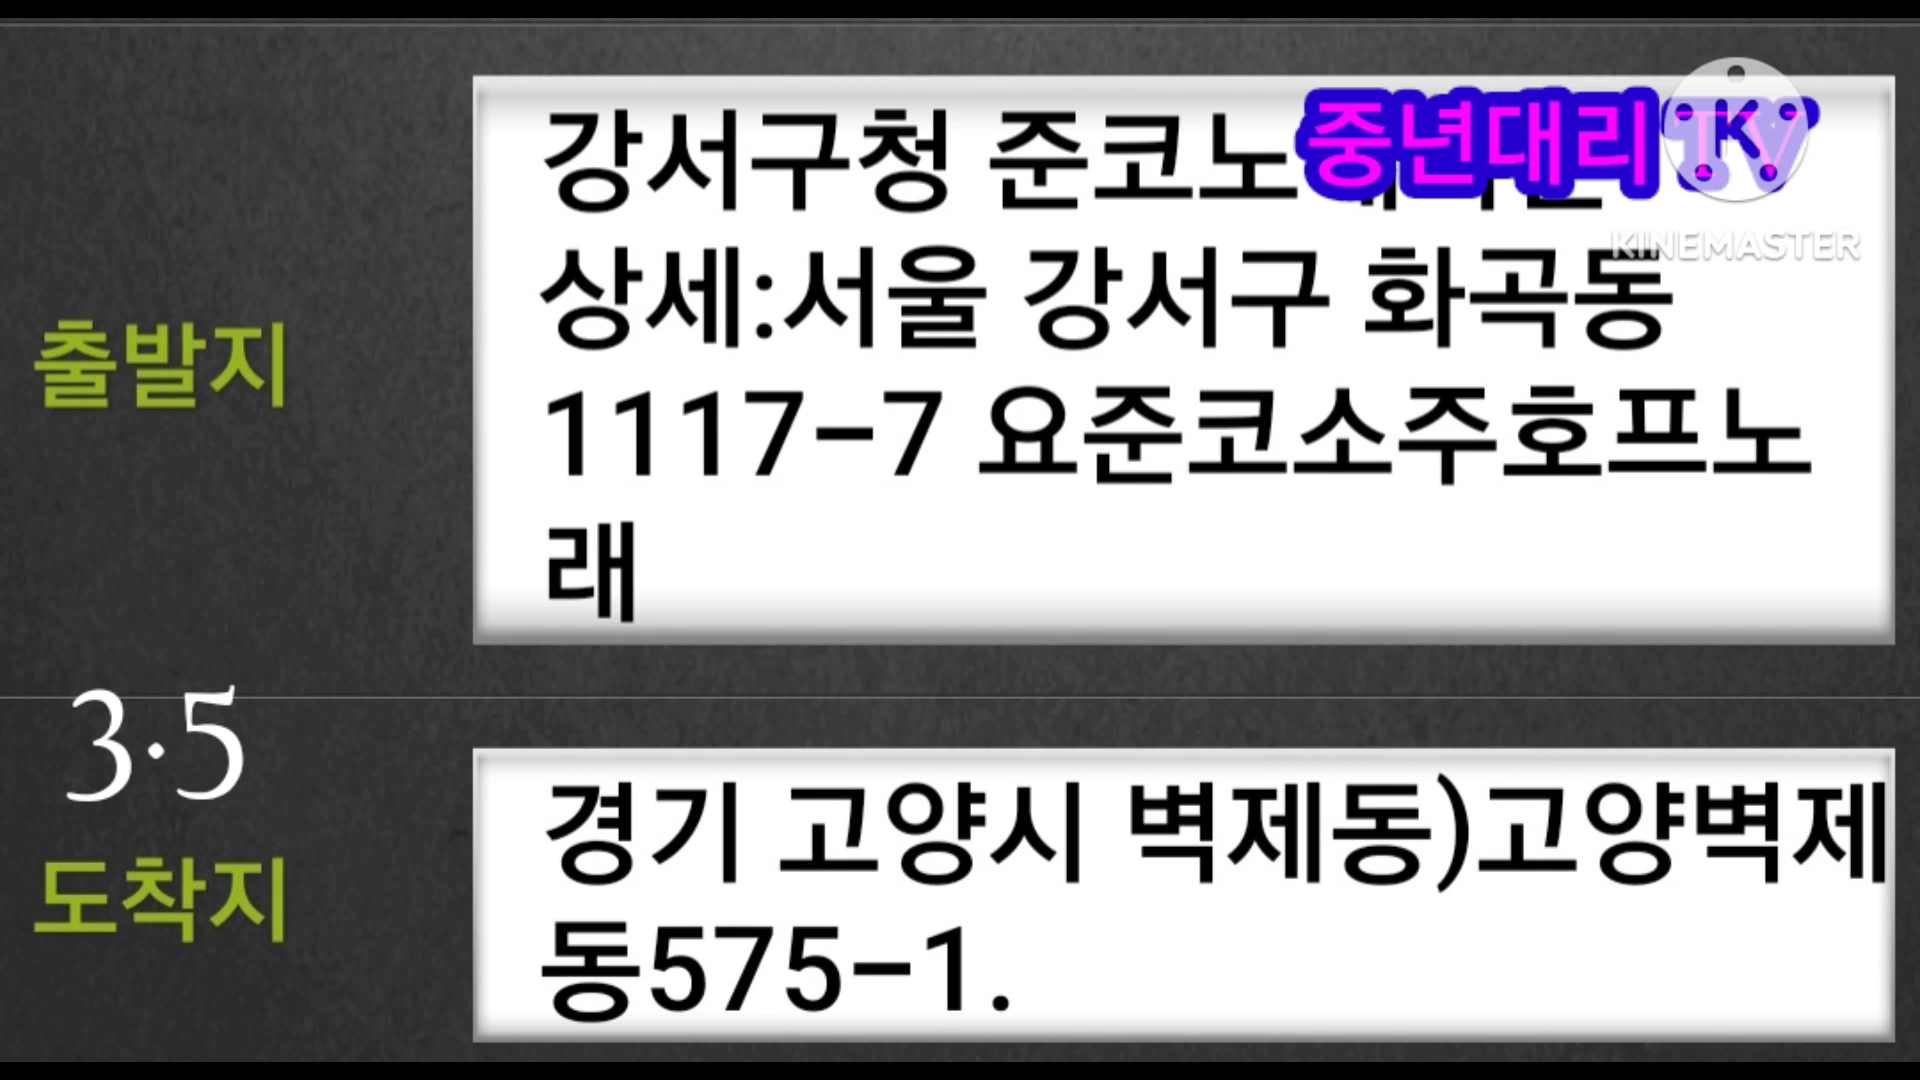 강서구청 준코노
중년대리 TV
K
KINEMASTER
출발지
상세:서울 강서구 화곡동
1117-7 요준코소주호프노
래
3.5
도착지
경기 고양시 벽제동)고양벽제
동575-1.